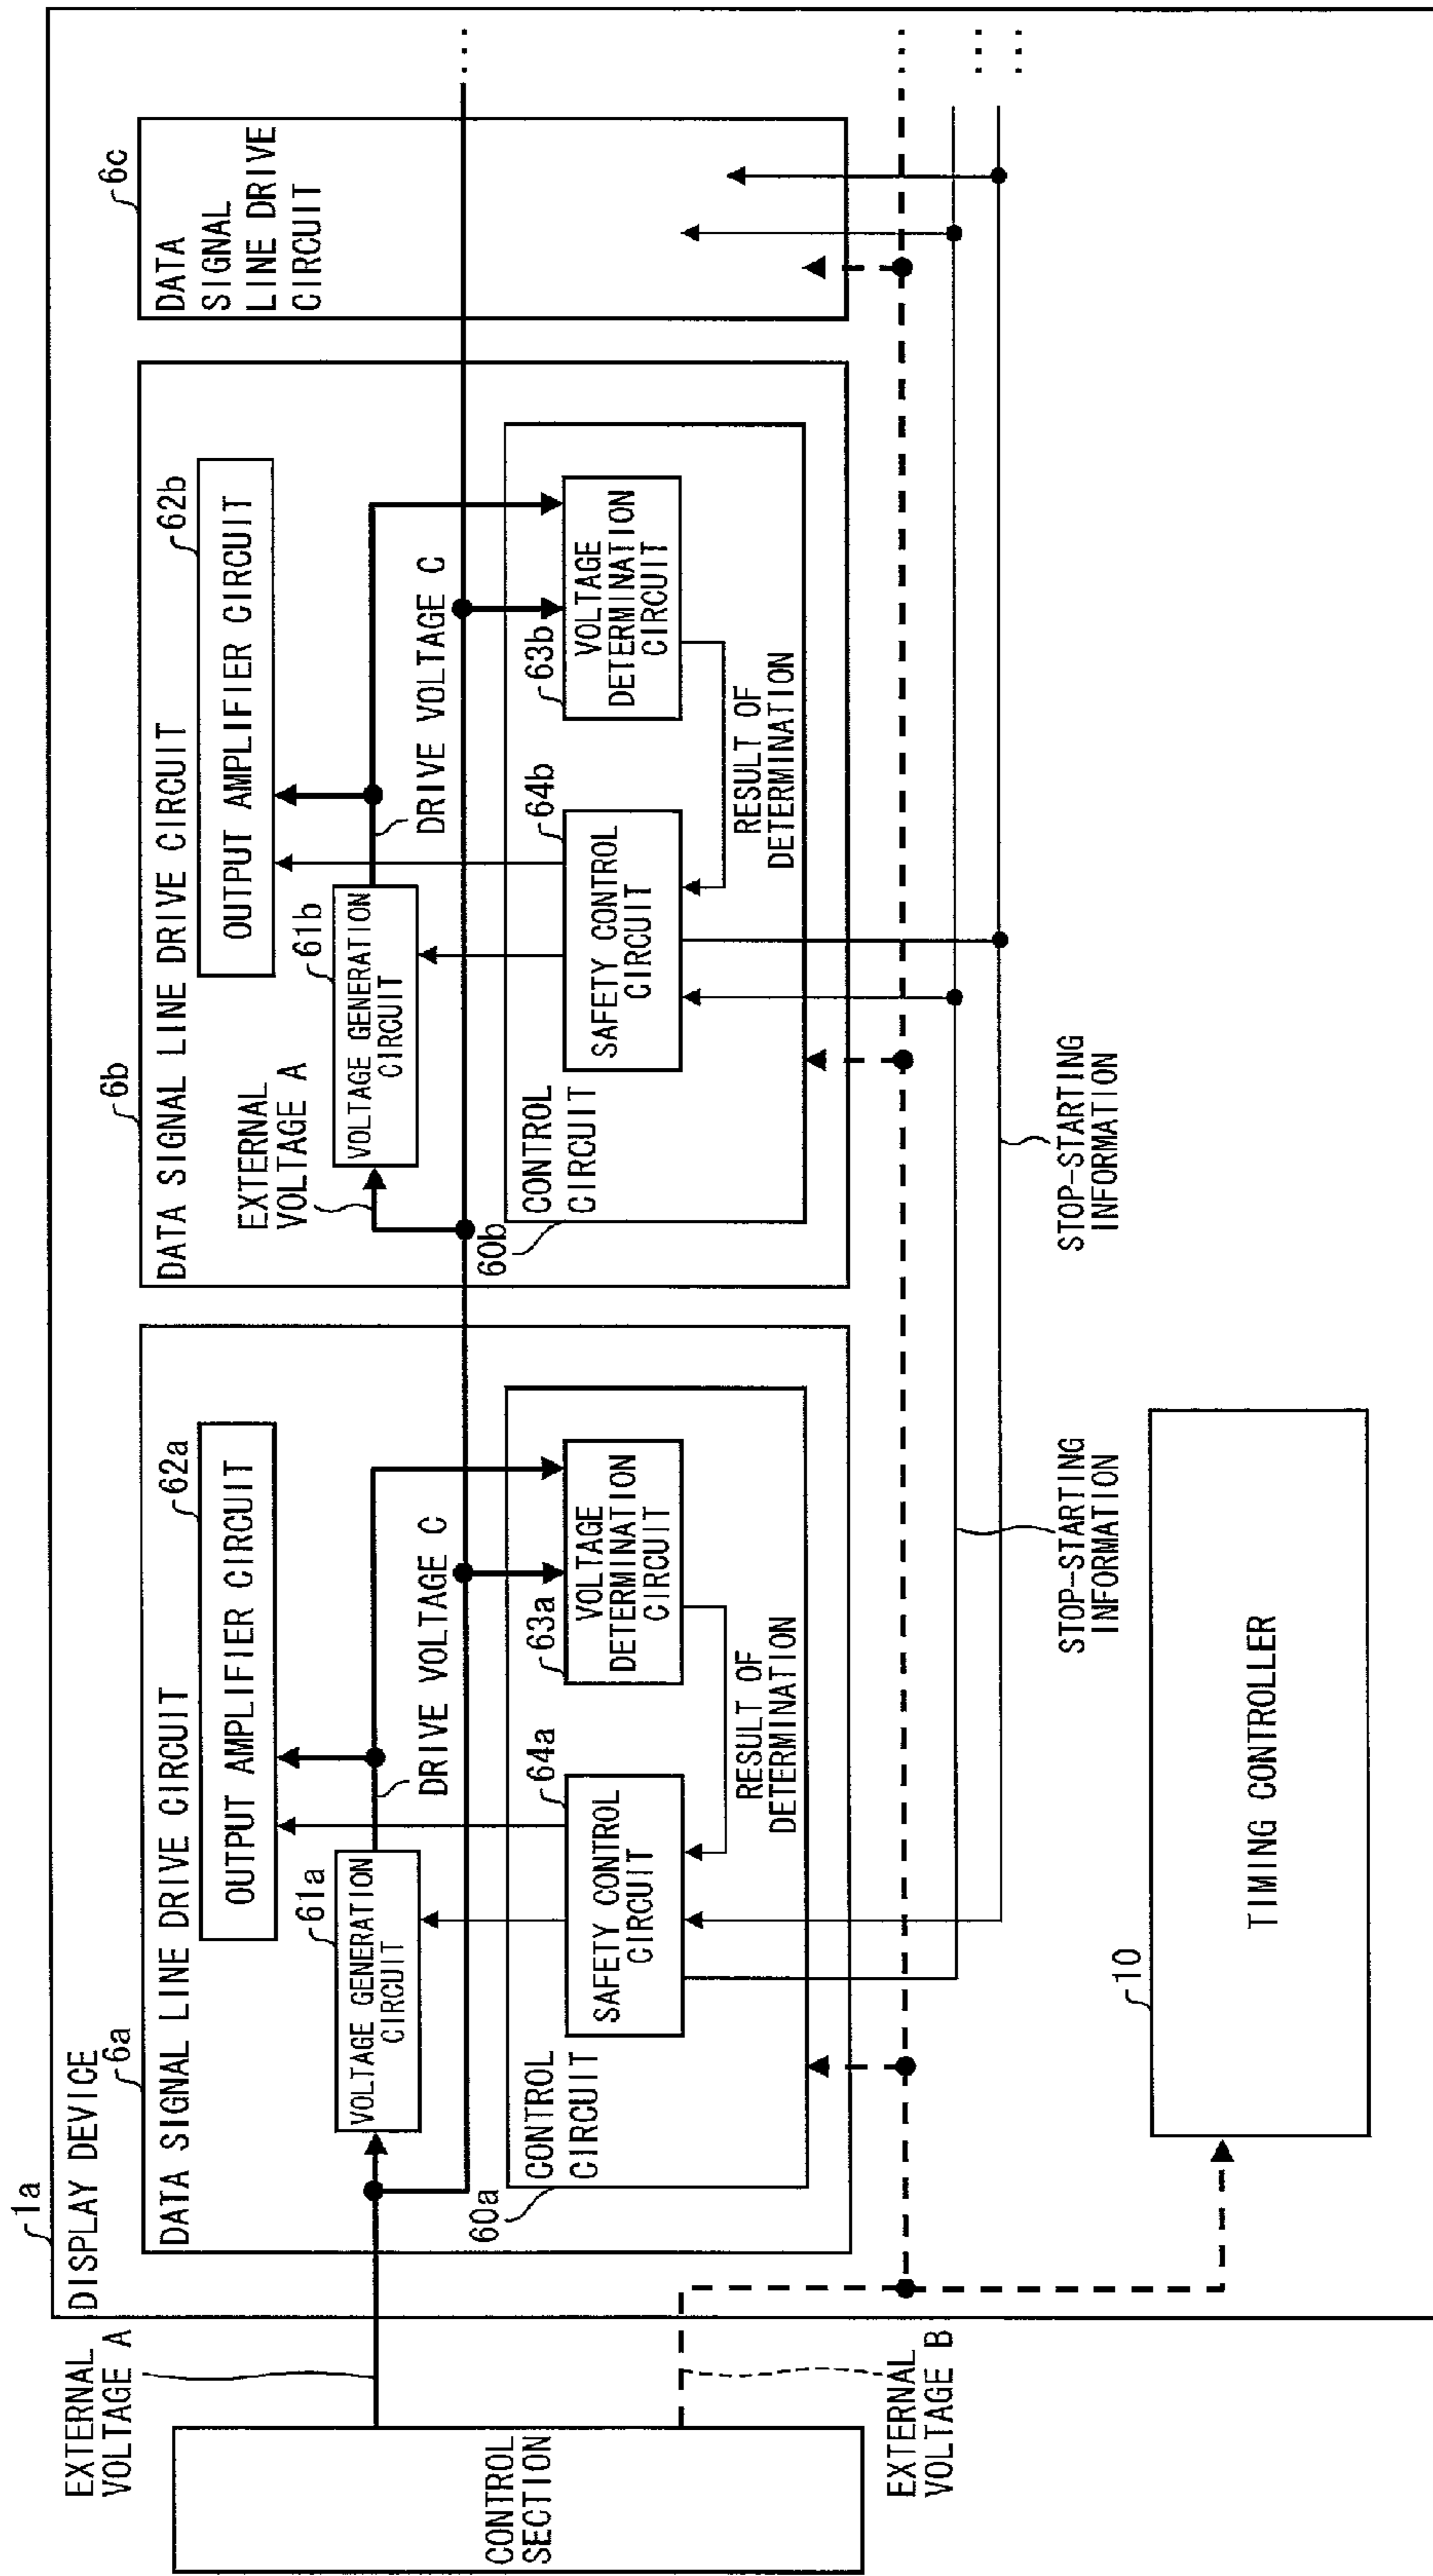 1a
DISPLAY DEVICE
6a
DATA SIGNAL LINE DRIVE CIRCUIT
62a
OUTPUT AMPLIFIER CIRCUIT
61a
VOLTAGE GENERATION
CIRCUIT
DRIVE VOLTAGE C
60a
CONTROL
CIRCUIT
64a
SAFETY CONTROL
CIRCUIT
63a
VOLTAGE
DETERMINATION
CIRCUIT
RESULT OF
DETERMINATION
6b
DATA SIGNAL LINE DRIVE CIRCUIT
62b
OUTPUT AMPLIFIER CIRCUIT
EXTERNAL
VOLTAGE A
61b
VOLTAGE GENERATION
CIRCUIT
DRIVE VOLTAGE C
60b
CONTROL
CIRCUIT
64b
SAFETY CONTROL
CIRCUIT
63b
VOLTAGE
DETERMINATION
CIRCUIT
RESULT OF
DETERMINATION
6c
DATA
SIGNAL
LINE DRIVE
CIRCUIT
EXTERNAL
VOLTAGE A
CONTROL
SECTION
EXTERNAL
VOLTAGE B
STOP-STARTING
INFORMATION
STOP-STARTING
INFORMATION
10
TIMING CONTROLLER